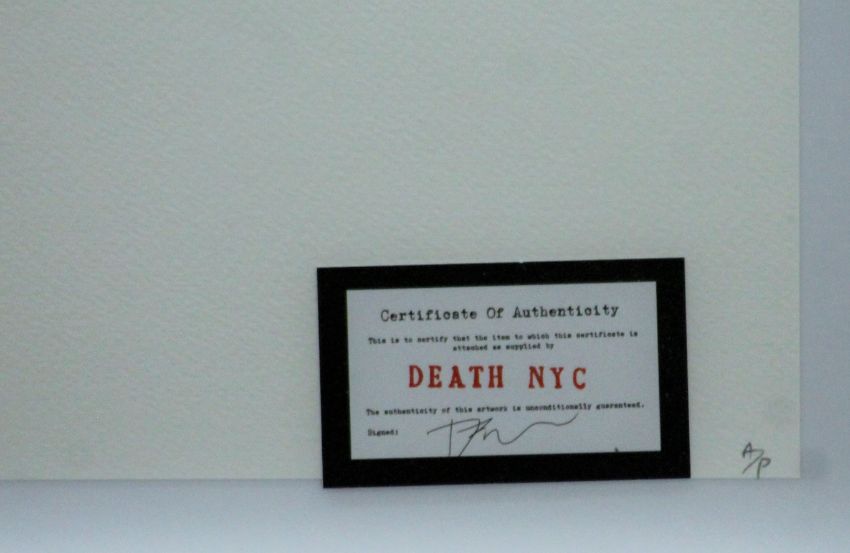 Certificate Of Authenticity
This is to certify that the item to which this certificate is
attached as supplied by
DEATH NYC
The authenticity of this artwork is unconditionally guaranteed.
Signed:
A/P